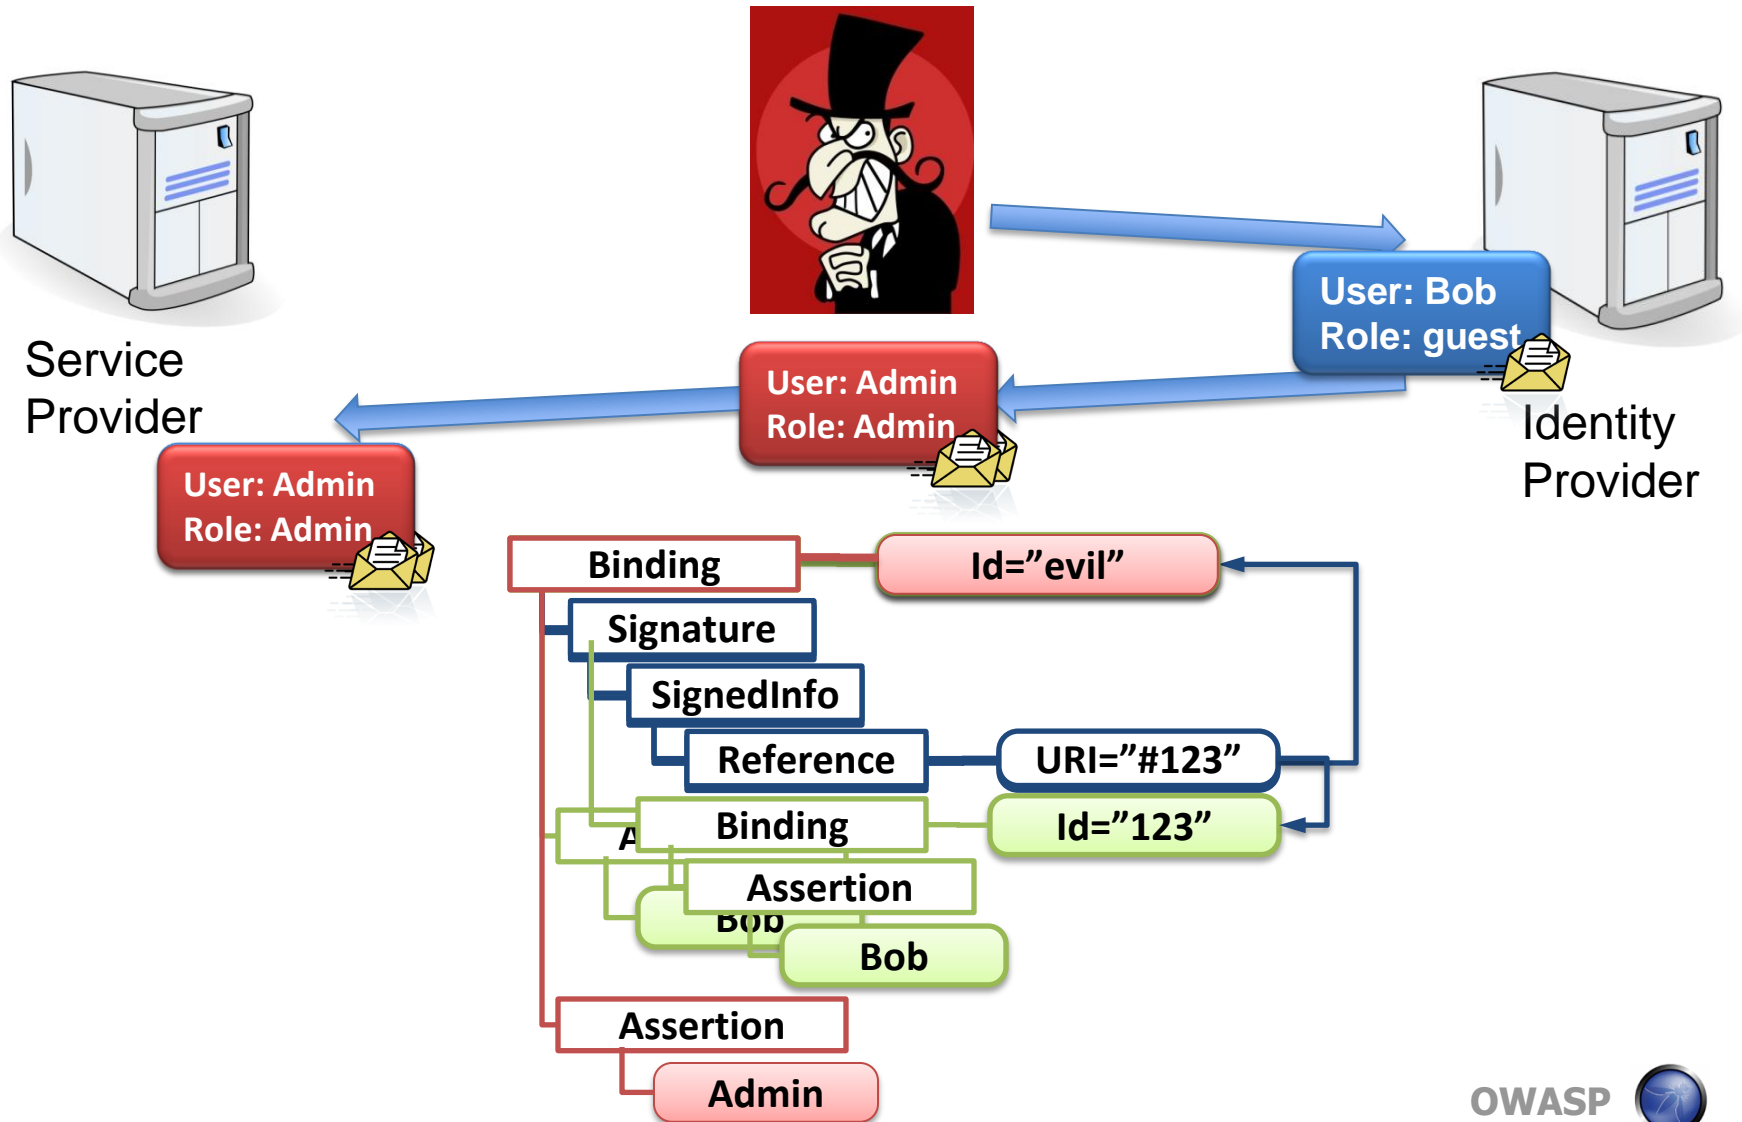 User: Bob
Role: guest
Service
Provider
User: Admin
Role: Admin
Identity
Provider
User: Admin
Role: Admin
Binding
Id=”evil”
Signature
SignedInfo
Reference
URI=”#123”
Binding
Id=”123”
A
Assertion
Bob
Bob
Assertion
Admin
OWASP